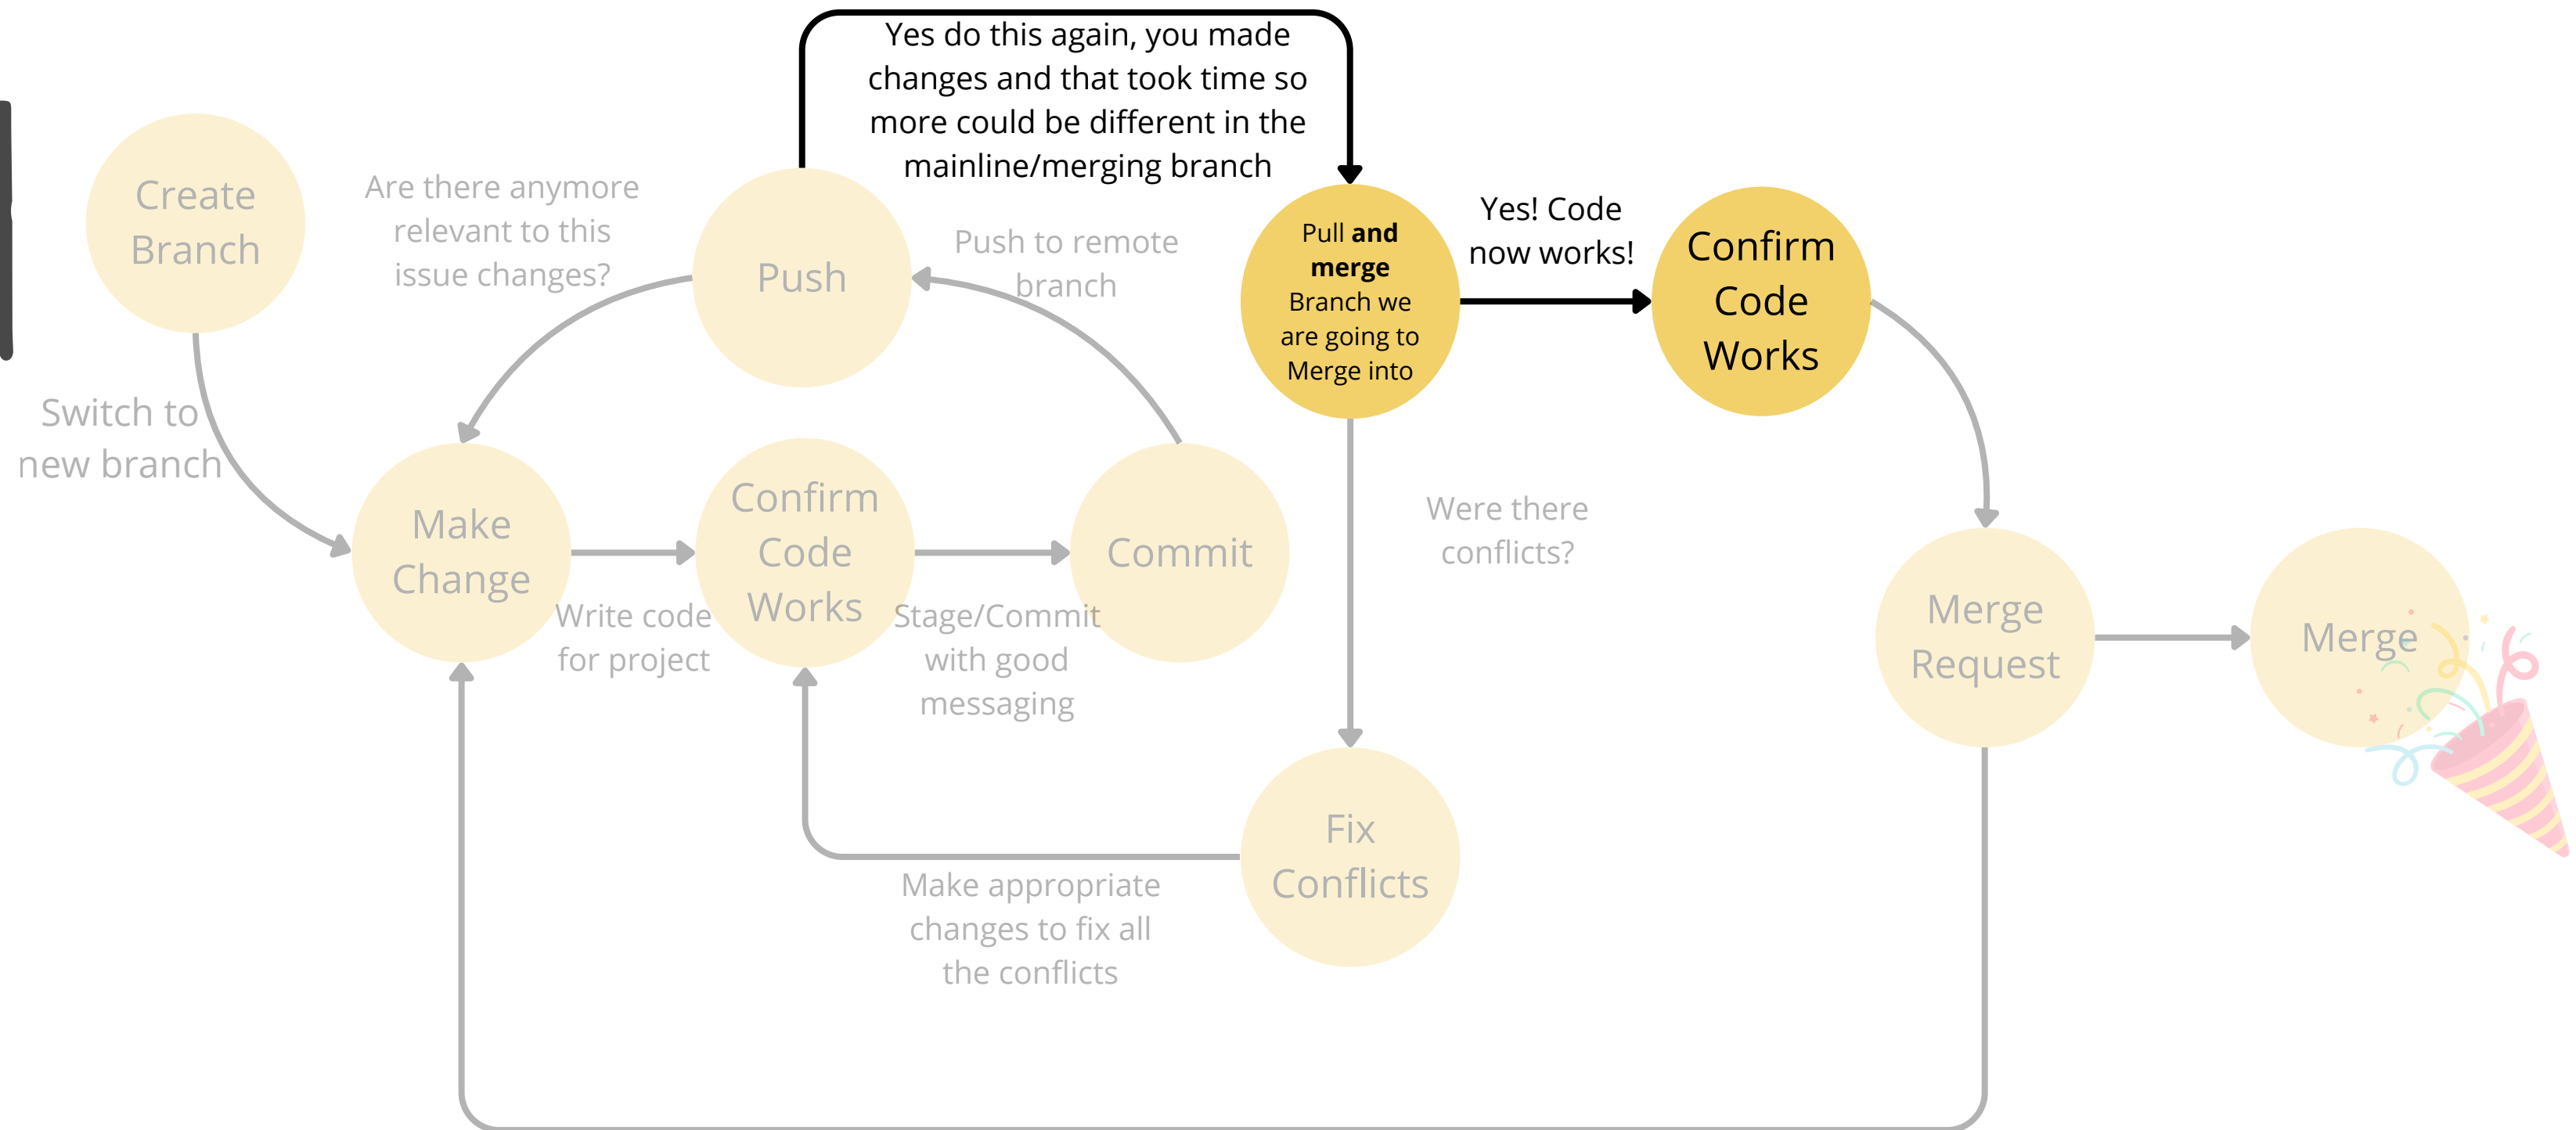 Yes do this again, you made
changes and that took time so
more could be different in the
mainline/merging branch
Create
Branch
Are there anymore
relevant to this
issue changes?
Push
Push to remote
branch
Pull and
merge
Branch we
are going to
Merge into
Yes! Code
now works!
Confirm
Code
Works
Switch to
new branch
Make
Change
Write code
for project
Confirm
Code
Works
Stage/Commit
with good
messaging
Commit
Were there
conflicts?
Merge
Request
Merge
Fix
Conflicts
Make appropriate
changes to fix all
the conflicts